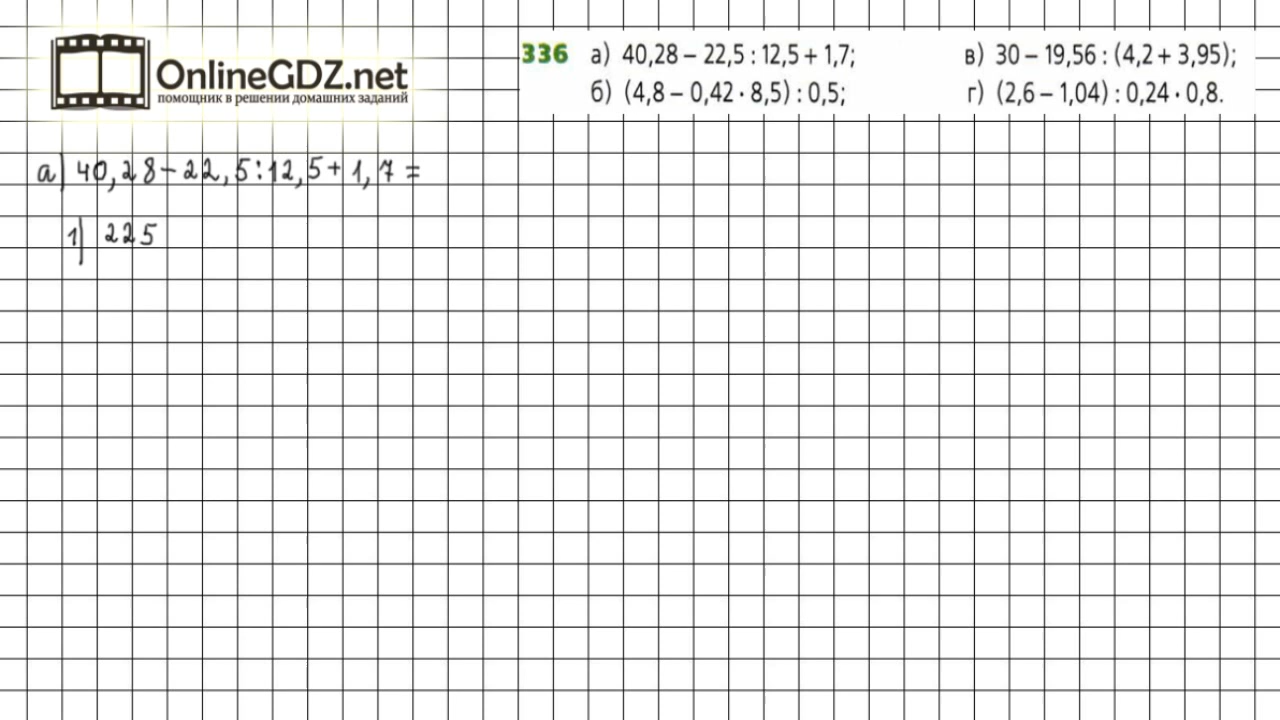 OnlineGDZ.net
помощник в решении домашних заданий
336 а) 40,28 – 22,5 : 12,5 + 1,7; в) 30 – 19,56 : (4,2 + 3,95);
б) (4,8 – 0,42 · 8,5) : 0,5; г) (2,6 – 1,04) : 0,24 · 0,8.
а) 40,28 – 22,5 : 12,5 + 1,7 =
1) 225